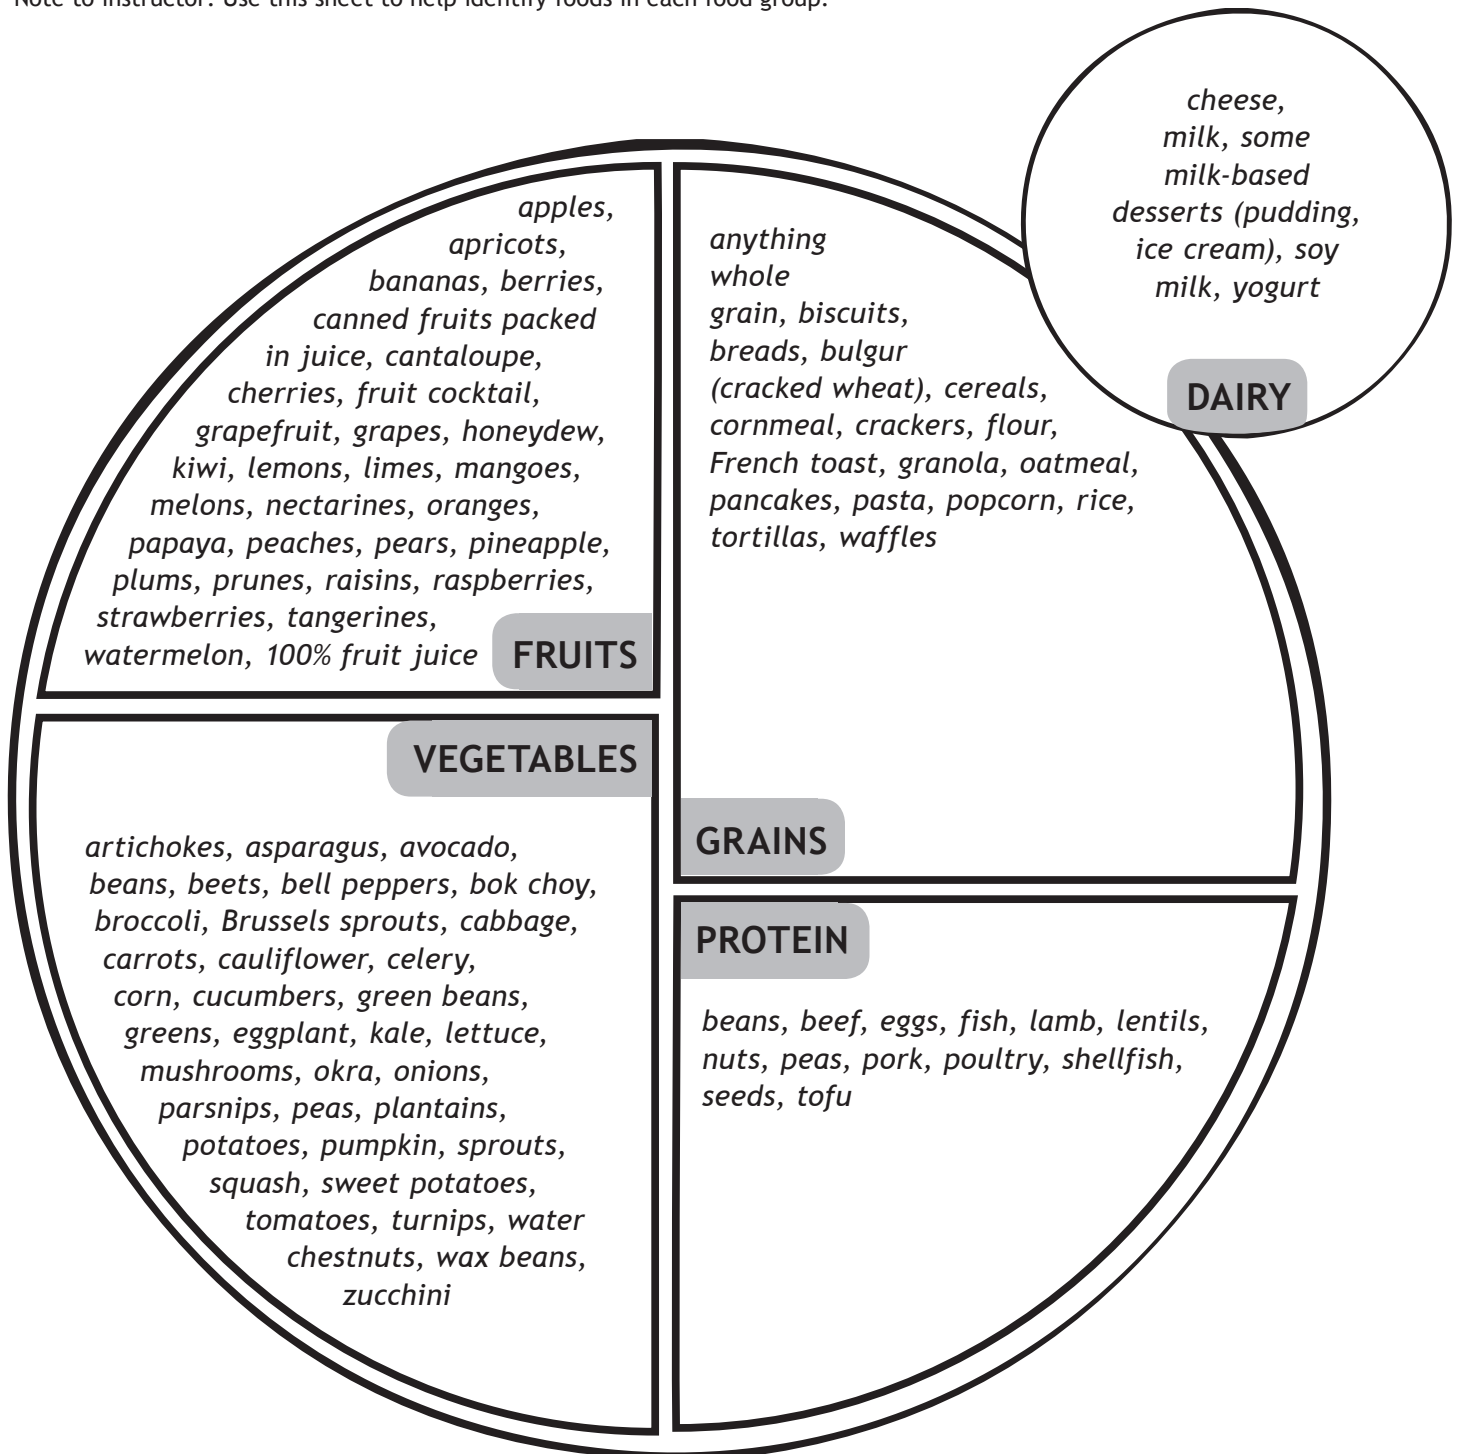 Note to instructor: Use this sheet to help identify foods in each food group.
cheese,
milk, some
milk-based
desserts (pudding,
ice cream), soy
milk, yogurt
DAIRY
apples,
apricots,
bananas, berries,
canned fruits packed
in juice, cantaloupe,
cherries, fruit cocktail,
grapefruit, grapes, honeydew,
kiwi, lemons, limes, mangoes,
melons, nectarines, oranges,
papaya, peaches, pears, pineapple,
plums, prunes, raisins, raspberries,
strawberries, tangerines,
watermelon, 100% fruit juice
FRUITS
anything
whole
grain, biscuits,
breads, bulgur
(cracked wheat), cereals,
cornmeal, crackers, flour,
French toast, granola, oatmeal,
pancakes, pasta, popcorn, rice,
tortillas, waffles
GRAINS
VEGETABLES
artichokes, asparagus, avocado,
beans, beets, bell peppers, bok choy,
broccoli, Brussels sprouts, cabbage,
carrots, cauliflower, celery,
corn, cucumbers, green beans,
greens, eggplant, kale, lettuce,
mushrooms, okra, onions,
parsnips, peas, plantains,
potatoes, pumpkin, sprouts,
squash, sweet potatoes,
tomatoes, turnips, water
chestnuts, wax beans,
zucchini
PROTEIN
beans, beef, eggs, fish, lamb, lentils,
nuts, peas, pork, poultry, shellfish,
seeds, tofu